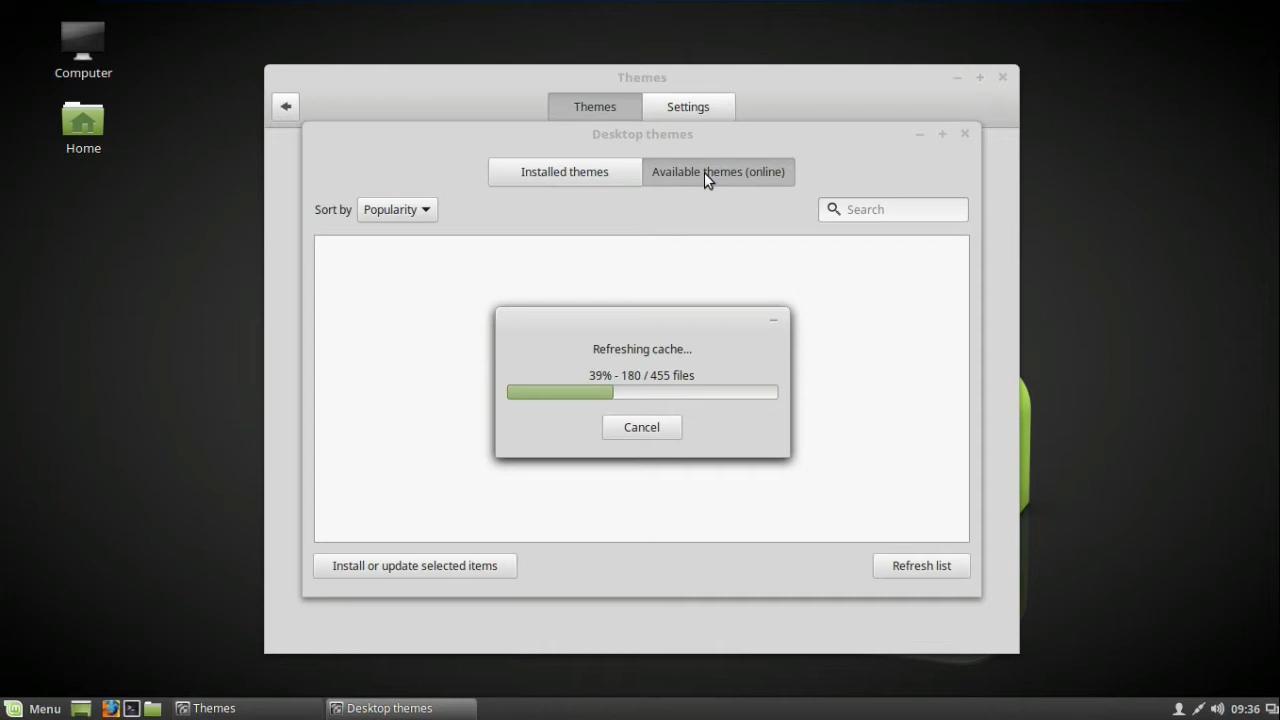 Computer
Home
Themes
Themes Settings
Desktop themes
Installed themes Available themes (online)
Sort by Popularity Search
Refreshing cache...
39% - 180 / 455 files
Cancel
Install or update selected items Refresh list
Menu Themes Desktop themes 09:36